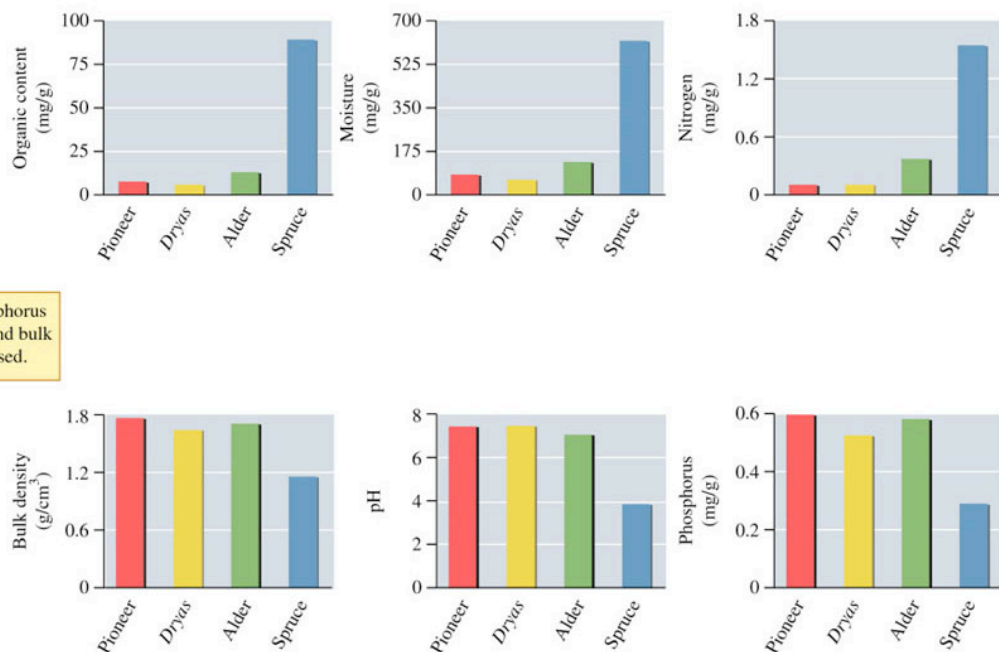 100
75
50
25
0
Organic content
(mg/g)
Pioneer
Dryas
Alder
Spruce
700
525
350
175
0
Moisture
(mg/g)
Pioneer
Dryas
Alder
Spruce
1.8
1.2
0.6
0
Nitrogen
(mg/g)
Pioneer
Dryas
Alder
Spruce
phorus
nd bulk
sed.
1.8
1.2
0.6
0
Bulk density
(g/cm³)
Pioneer
Dryas
Alder
Spruce
8
6
4
2
0
pH
Pioneer
Dryas
Alder
Spruce
0.6
0.4
0.2
0
Phosphorus
(mg/g)
Pioneer
Dryas
Alder
Spruce